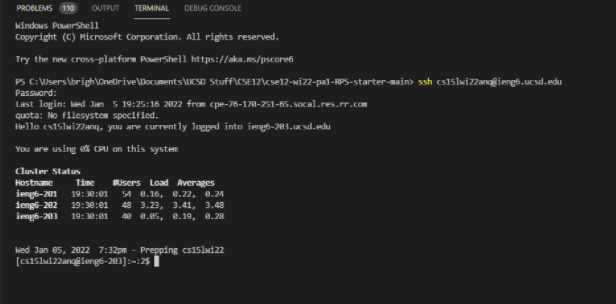 PROBLEMS 110 OUTPUT TERMINAL DEBUG CONSOLE
Windows PowerShell
Copyright (C) Microsoft Corporation. All rights reserved.
Try the new cross-platform PowerShell https://aka.ms/pscore6
PS C:\Users\brigh\OneDrive\Documents\UCSD Stuff\CSE12\cse12-wi22-pa1-RPS-starter-main> ssh cs15lwi22anq@ieng6.ucsd.edu
Password:
Last login: Wed Jan 5 19:25:16 2022 from cpe-76-170-251-65.socal.res.rr.com
quota: No filesystem specified.
Hello cs15lwi22anq, you are currently logged into ieng6-203.ucsd.edu
You are using 0% CPU on this system
Cluster Status
Hostname Time #Users Load Averages
ieng6-201 19:30:01 54 0.16, 0.22, 0.24
ieng6-202 19:30:01 48 3.23, 3.41, 3.48
ieng6-203 19:30:01 40 0.05, 0.19, 0.28
Wed Jan 05, 2022 7:32pm - Prepping cs15lwi22
[cs15lwi22anq@ieng6-203]:~:2$